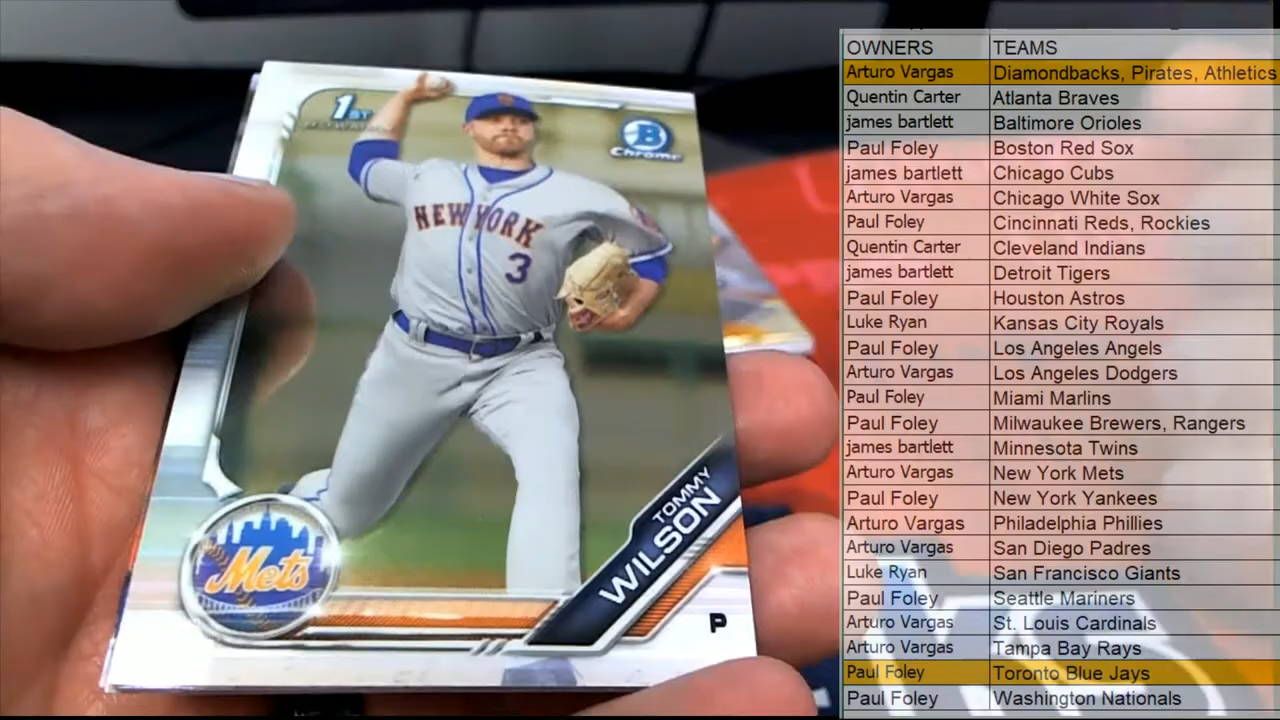 1ST
B
Chrome
NEW YORK
3
TOMMY
WILSON
Mets
P
OWNERS TEAMS
Arturo Vargas Diamondbacks, Pirates, Athletics
Quentin Carter Atlanta Braves
james bartlett Baltimore Orioles
Paul Foley Boston Red Sox
james bartlett Chicago Cubs
Arturo Vargas Chicago White Sox
Paul Foley Cincinnati Reds, Rockies
Quentin Carter Cleveland Indians
james bartlett Detroit Tigers
Paul Foley Houston Astros
Luke Ryan Kansas City Royals
Paul Foley Los Angeles Angels
Arturo Vargas Los Angeles Dodgers
Paul Foley Miami Marlins
Paul Foley Milwaukee Brewers, Rangers
james bartlett Minnesota Twins
Arturo Vargas New York Mets
Paul Foley New York Yankees
Arturo Vargas Philadelphia Phillies
Arturo Vargas San Diego Padres
Luke Ryan San Francisco Giants
Paul Foley Seattle Mariners
Arturo Vargas St. Louis Cardinals
Arturo Vargas Tampa Bay Rays
Paul Foley Toronto Blue Jays
Paul Foley Washington Nationals